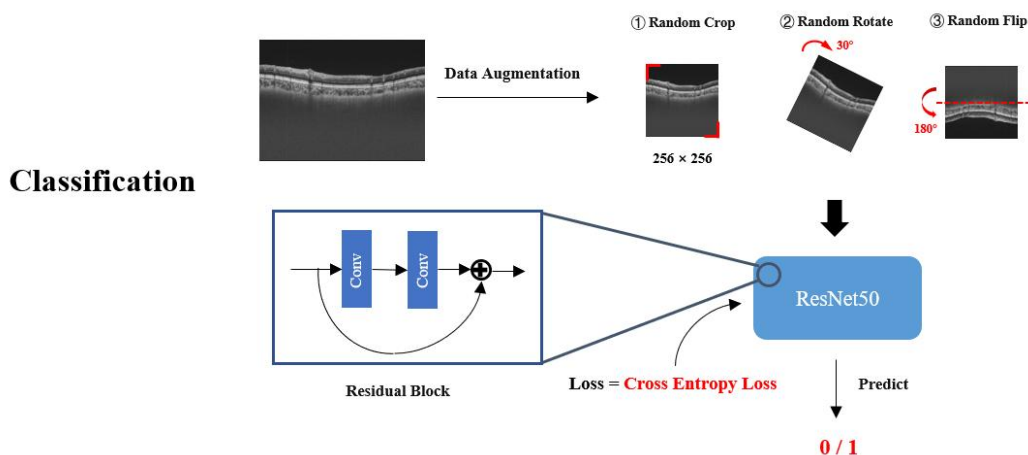 ① Random Crop
② Random Rotate
③ Random Flip
30°
Data Augmentation
180°
256 × 256
Classification
Conv
Conv
ResNet50
Residual Block
Loss = Cross Entropy Loss
Predict
0 / 1